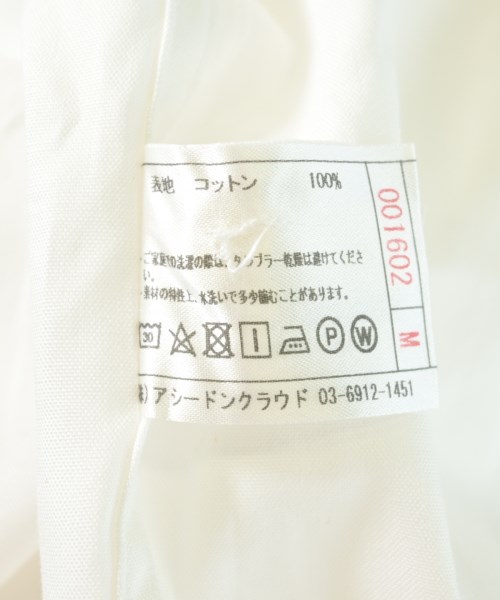 表地 コットン 100%
ご家庭での洗濯の際は、タンブラー乾燥は避けてくださ
い。
素材の特性上、水洗いで多少縮むことがあります。
30 P W
アシードンクラウド 03-6912-1451
001602
M